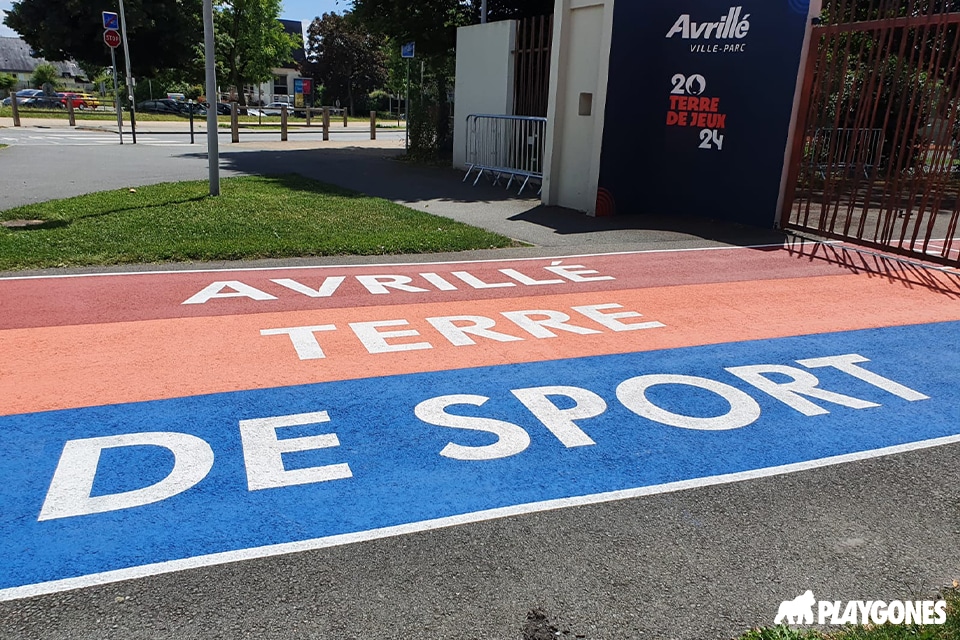 STOP
Avrillé
VILLE-PARC
20
TERRE
DE JEUX
24
AVRILLÉ
TERRE
DE SPORT
PLAYGONES